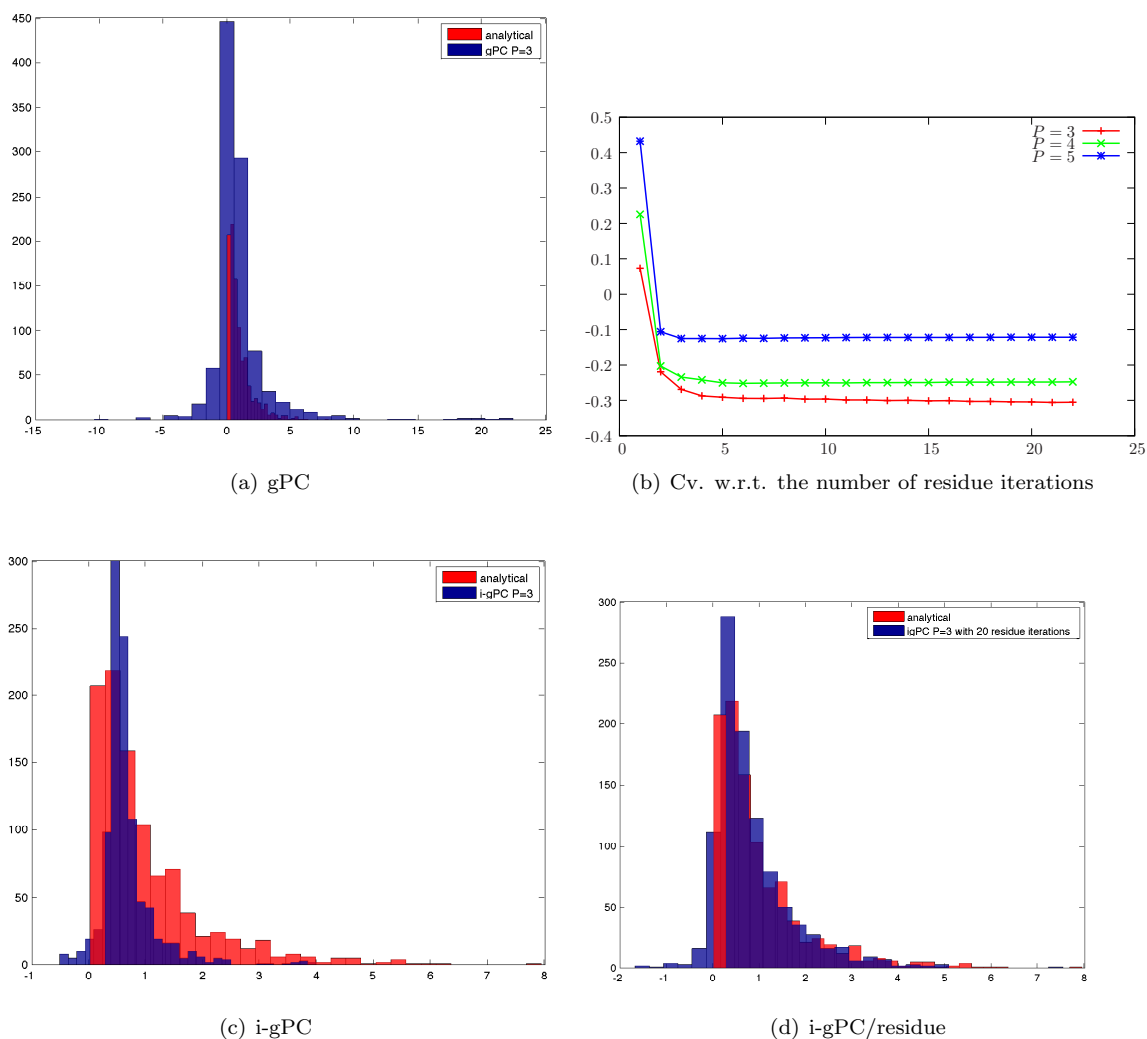 450
400
350
300
250
200
150
100
50
0
-15 -10 -5 0 5 10 15 20 25
analytical
gPC P=3
(a) gPC
0.5
0.4
0.3
0.2
0.1
0
-0.1
-0.2
-0.3
-0.4
0 5 10 15 20 25
P = 3
P = 4
P = 5
(b) Cv. w.r.t. the number of residue iterations
300
250
200
150
100
50
0
-1 0 1 2 3 4 5 6 7 8
analytical
i-gPC P=3
(c) i-gPC
300
250
200
150
100
50
0
-2 -1 0 1 2 3 4 5 6 7 8
analytical
igPC P=3 with 20 residue iterations
(d) i-gPC/residue